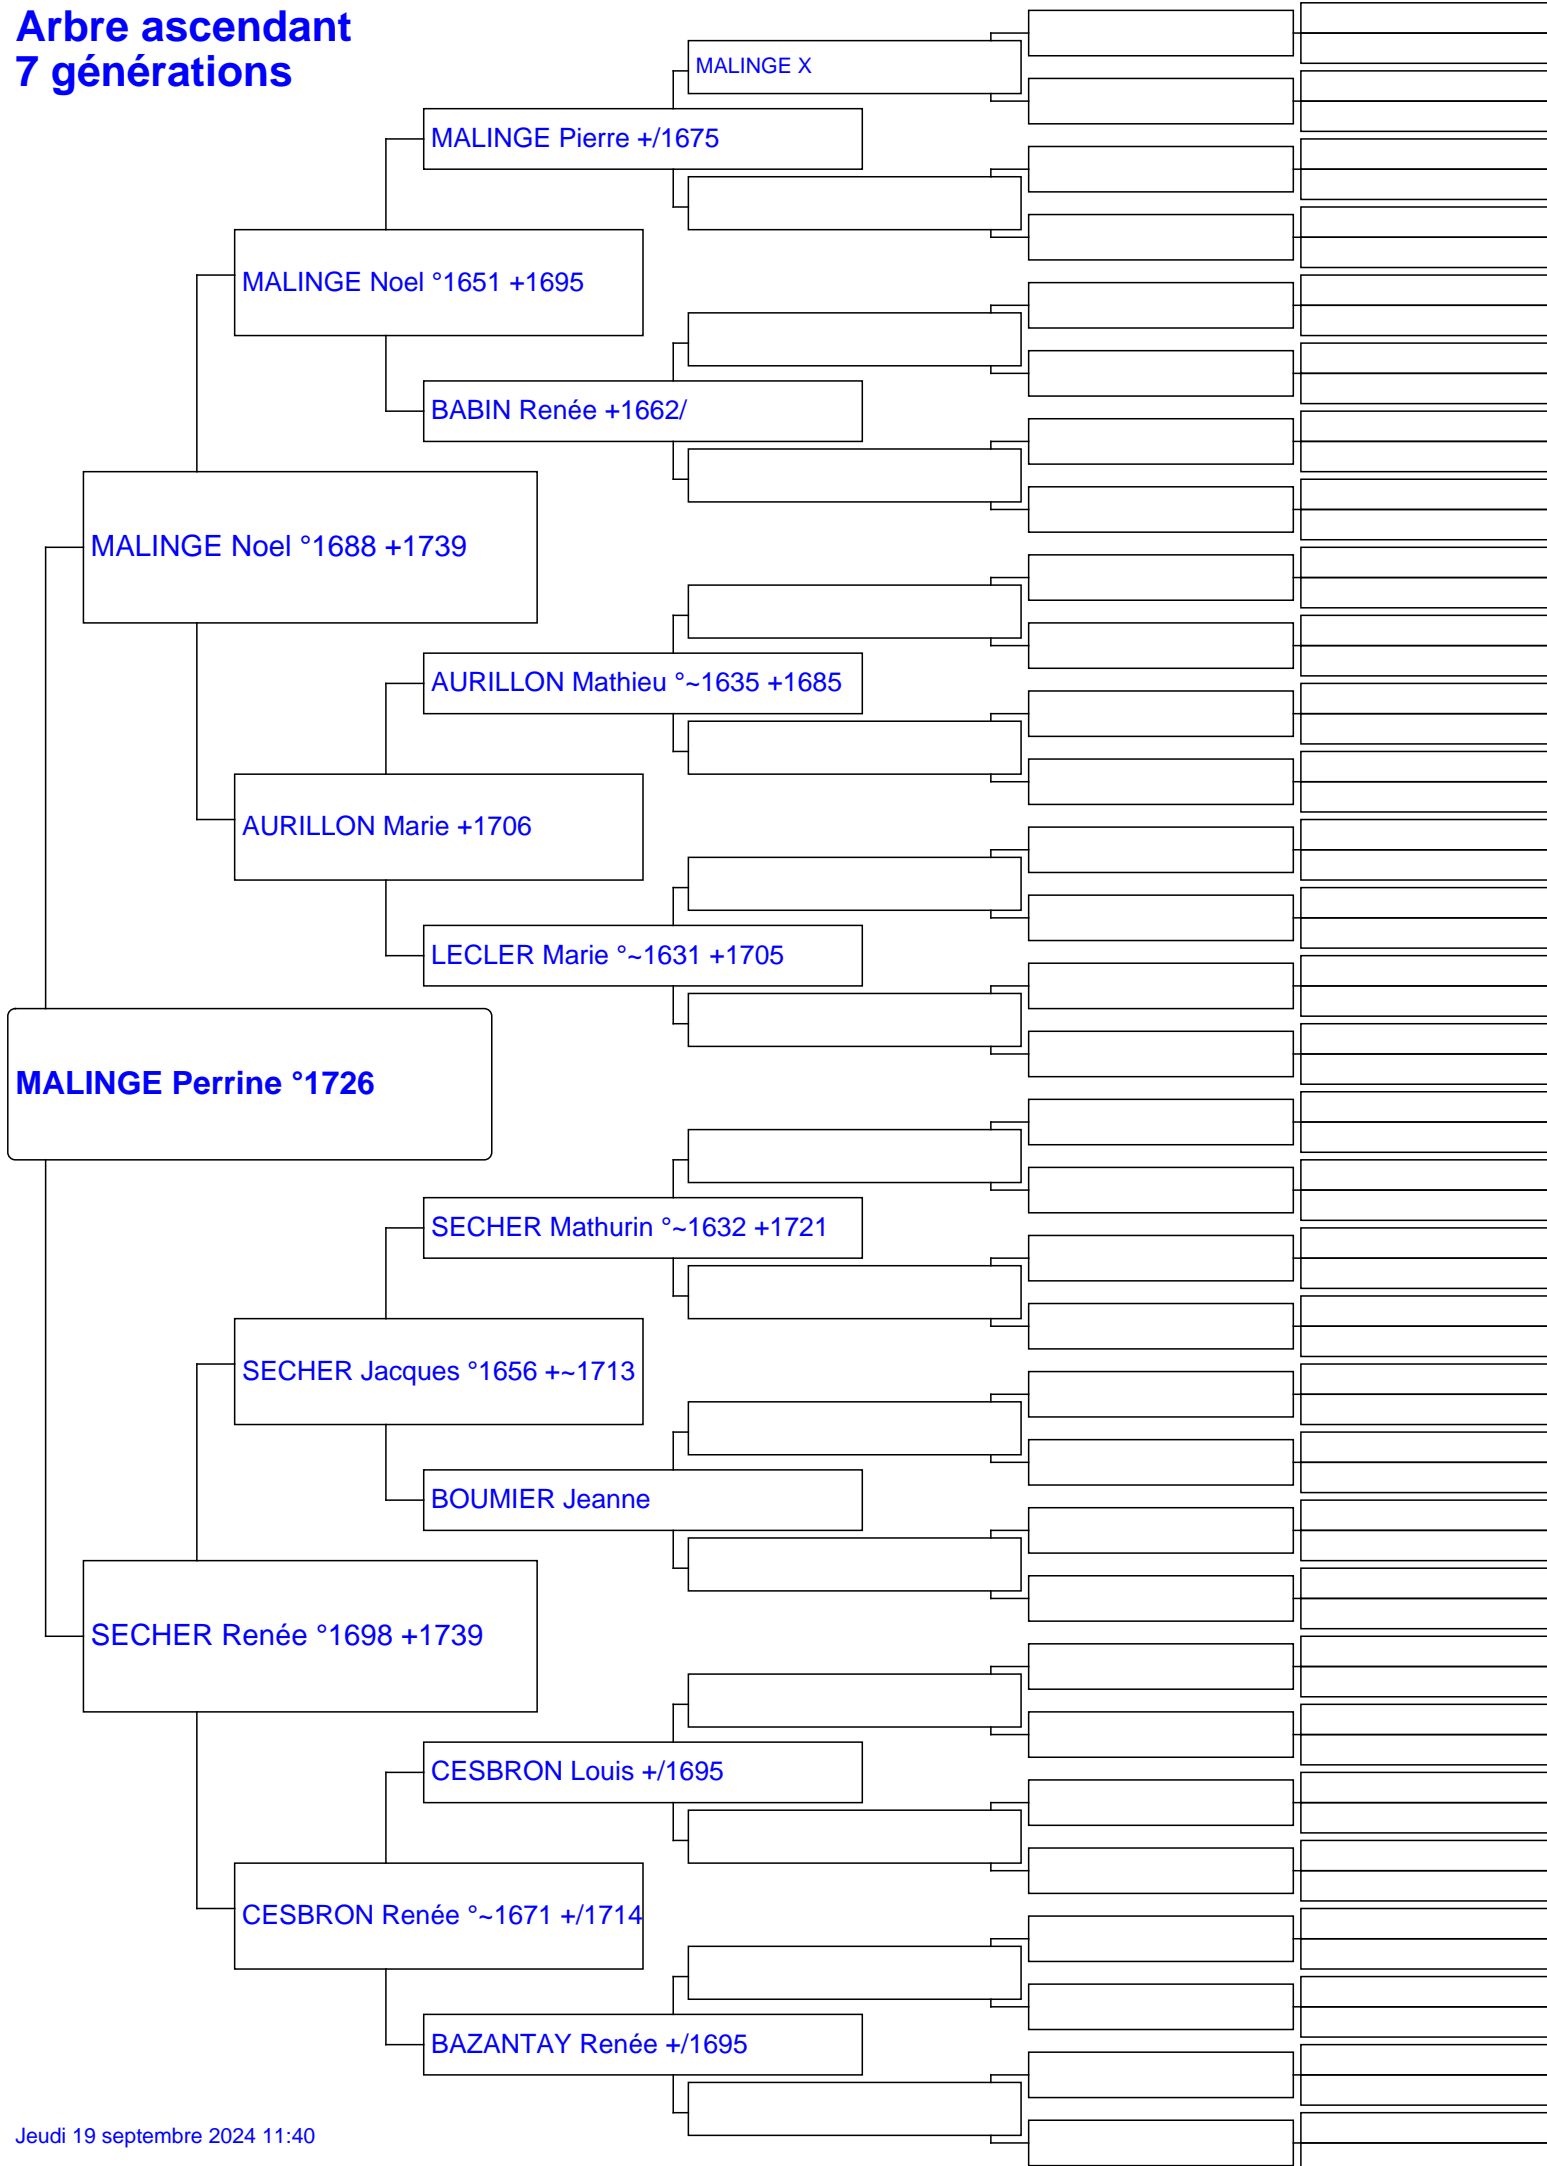 Arbre ascendant
7 générations
MALINGE X
MALINGE Pierre +/1675
MALINGE Noel °1651 +1695
BABIN Renée +1662/
MALINGE Noel °1688 +1739
AURILLON Mathieu °~1635 +1685
AURILLON Marie +1706
LECLER Marie °~1631 +1705
MALINGE Perrine °1726
SECHER Mathurin °~1632 +1721
SECHER Jacques °1656 +~1713
BOUMIER Jeanne
SECHER Renée °1698 +1739
CESBRON Louis +/1695
CESBRON Renée °~1671 +/1714
BAZANTAY Renée +/1695
Jeudi 19 septembre 2024 11:40